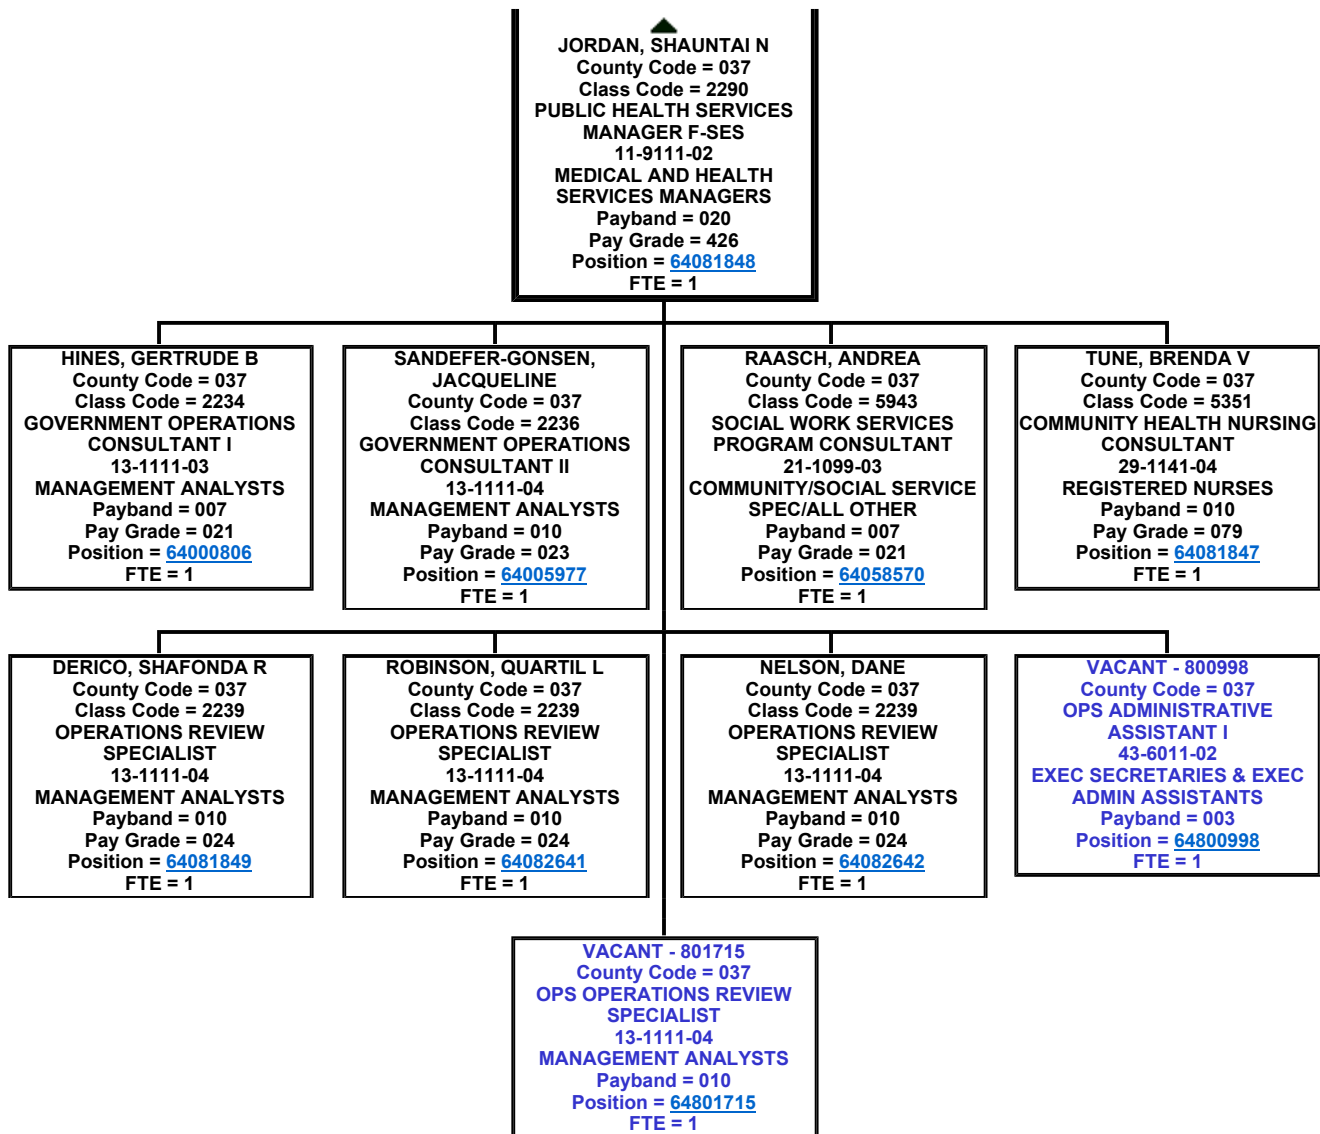 JORDAN, SHAUNTAI N
County Code = 037
Class Code = 2290
PUBLIC HEALTH SERVICES
MANAGER F-SES
11-9111-02
MEDICAL AND HEALTH
SERVICES MANAGERS
Payband = 020
Pay Grade = 426
Position = 64081848
FTE = 1
HINES, GERTRUDE B
County Code = 037
Class Code = 2234
GOVERNMENT OPERATIONS
CONSULTANT I
13-1111-03
MANAGEMENT ANALYSTS
Payband = 007
Pay Grade = 021
Position = 64000806
FTE = 1
SANDEFER-GONSEN,
JACQUELINE
County Code = 037
Class Code = 2236
GOVERNMENT OPERATIONS
CONSULTANT II
13-1111-04
MANAGEMENT ANALYSTS
Payband = 010
Pay Grade = 023
Position = 64005977
FTE = 1
RAASCH, ANDREA
County Code = 037
Class Code = 5943
SOCIAL WORK SERVICES
PROGRAM CONSULTANT
21-1099-03
COMMUNITY/SOCIAL SERVICE
SPEC/ALL OTHER
Payband = 007
Pay Grade = 021
Position = 64058570
FTE = 1
TUNE, BRENDA V
County Code = 037
Class Code = 5351
COMMUNITY HEALTH NURSING
CONSULTANT
29-1141-04
REGISTERED NURSES
Payband = 010
Pay Grade = 079
Position = 64081847
FTE = 1
DERICO, SHAFONDA R
County Code = 037
Class Code = 2239
OPERATIONS REVIEW
SPECIALIST
13-1111-04
MANAGEMENT ANALYSTS
Payband = 010
Pay Grade = 024
Position = 64081849
FTE = 1
ROBINSON, QUARTIL L
County Code = 037
Class Code = 2239
OPERATIONS REVIEW
SPECIALIST
13-1111-04
MANAGEMENT ANALYSTS
Payband = 010
Pay Grade = 024
Position = 64082641
FTE = 1
NELSON, DANE
County Code = 037
Class Code = 2239
OPERATIONS REVIEW
SPECIALIST
13-1111-04
MANAGEMENT ANALYSTS
Payband = 010
Pay Grade = 024
Position = 64082642
FTE = 1
VACANT - 800998
County Code = 037
OPS ADMINISTRATIVE
ASSISTANT I
43-6011-02
EXEC SECRETARIES & EXEC
ADMIN ASSISTANTS
Payband = 003
Position = 64800998
FTE = 1
VACANT - 801715
County Code = 037
OPS OPERATIONS REVIEW
SPECIALIST
13-1111-04
MANAGEMENT ANALYSTS
Payband = 010
Position = 64801715
FTE = 1